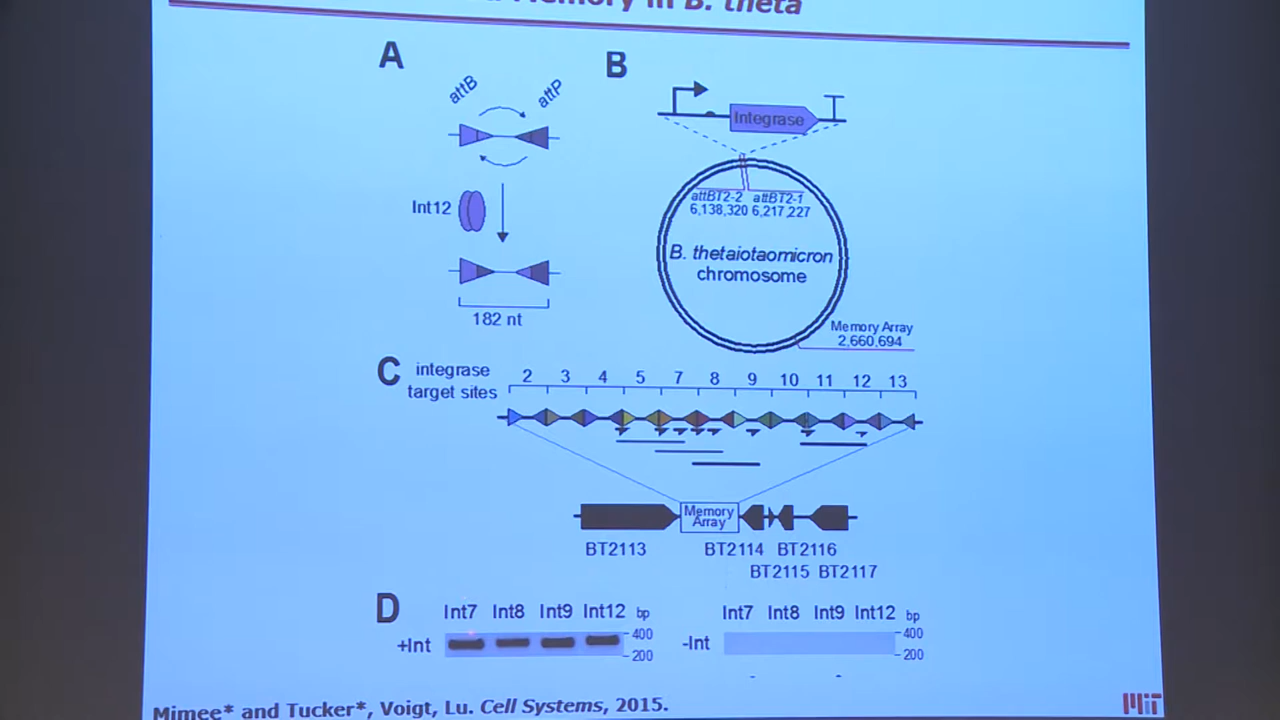 Memory in B. theta
A
attB
attP
Int12
182 nt
B
Integrase
attBT2-2 attBT2-1
6,138,320 6,217,227
B. thetaiotaomicron
chromosome
Memory Array
2,660,694
C
integrase
target sites
2 3 4 5 7 8 9 10 11 12 13
Memory
Array
BT2113 BT2114 BT2116
BT2115 BT2117
D
Int7 Int8 Int9 Int12 bp
+Int
400
200
Int7 Int8 Int9 Int12 bp
-Int
400
200
Mimee* and Tucker*, Voigt, Lu. Cell Systems, 2015.
MIT